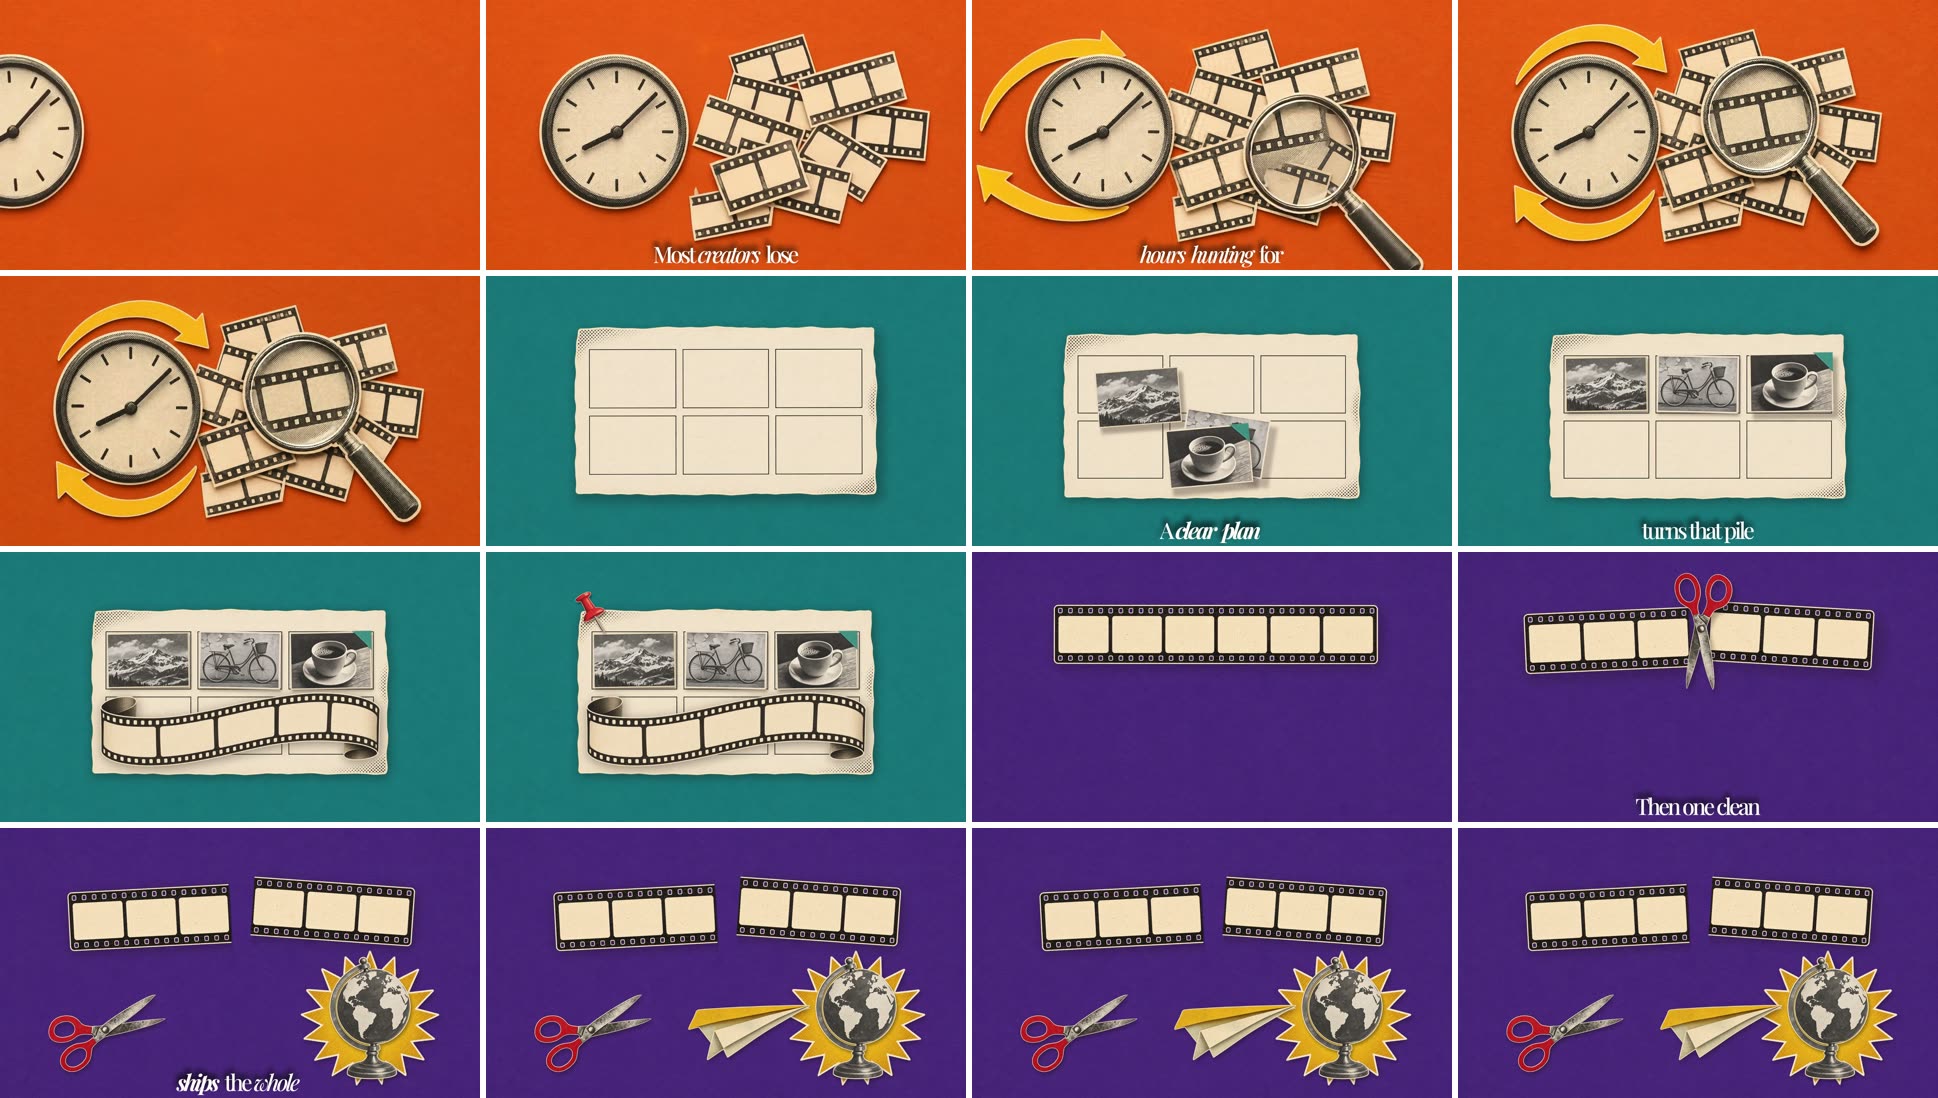 Most creators lose
hours hunting for
A clear plan
turns that pile
Then one clean
ships the whole